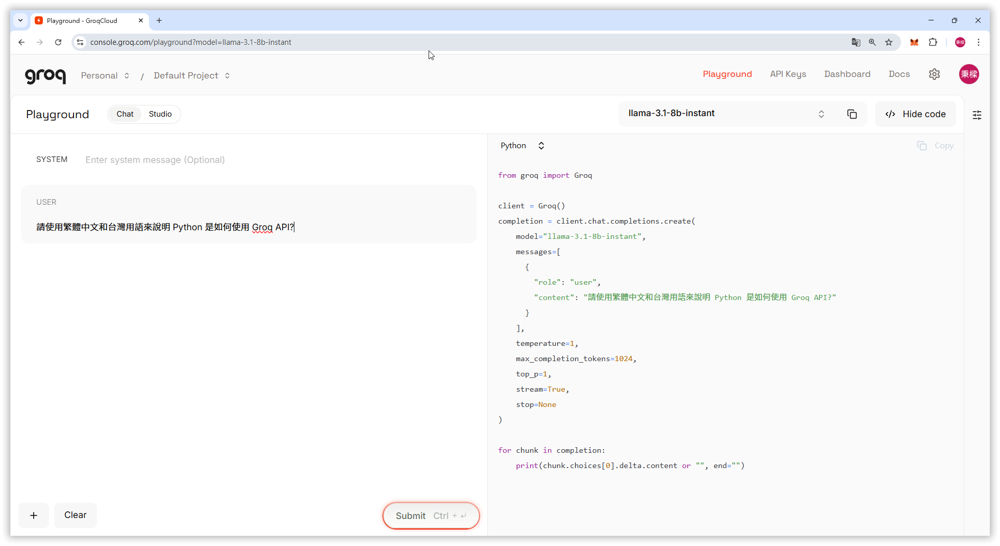 Playground - GroqCloud
console.groq.com/playground?model=llama-3.1-8b-instant
秉樑
groq
Personal / Default Project
Playground API Keys Dashboard Docs
秉樑
Playground Chat Studio
llama-3.1-8b-instant
</> Hide code
SYSTEM Enter system message (Optional)
USER
請使用繁體中文和台灣用語來說明 Python 是如何使用 Groq API?
+ Clear
Submit Ctrl + ↵
Python
Copy
from groq import Groq
client = Groq()
completion = client.chat.completions.create(
    model="llama-3.1-8b-instant",
    messages=[
      {
        "role": "user",
        "content": "請使用繁體中文和台灣用語來說明 Python 是如何使用 Groq API?"
      }
    ],
    temperature=1,
    max_completion_tokens=1024,
    top_p=1,
    stream=True,
    stop=None
)
for chunk in completion:
    print(chunk.choices[0].delta.content or "", end="")